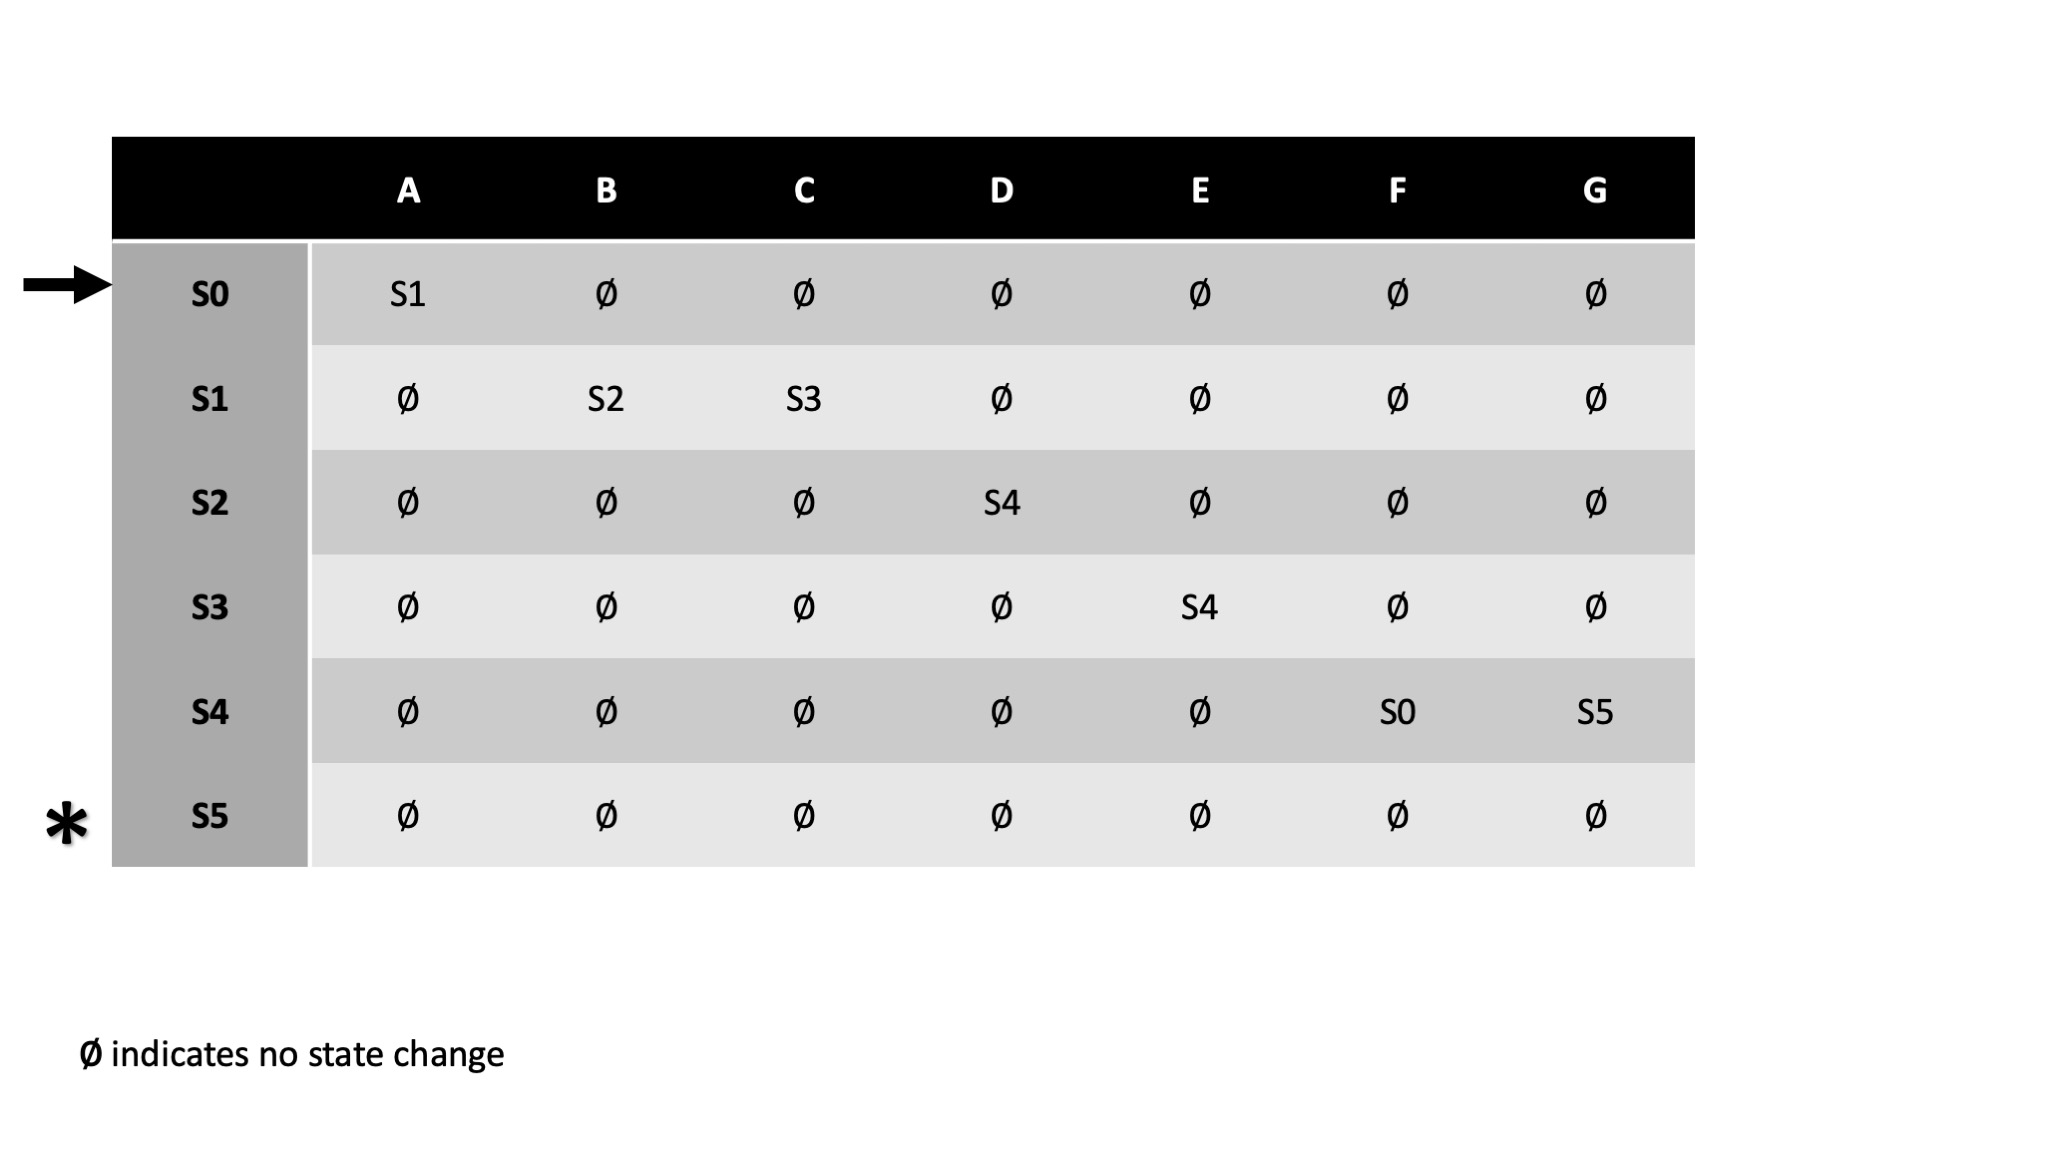 A B C D E F G
S0 S1 Ø Ø Ø Ø Ø Ø
S1 Ø S2 S3 Ø Ø Ø Ø
S2 Ø Ø Ø S4 Ø Ø Ø
S3 Ø Ø Ø Ø S4 Ø Ø
S4 Ø Ø Ø Ø Ø S0 S5
* S5 Ø Ø Ø Ø Ø Ø Ø
Ø indicates no state change